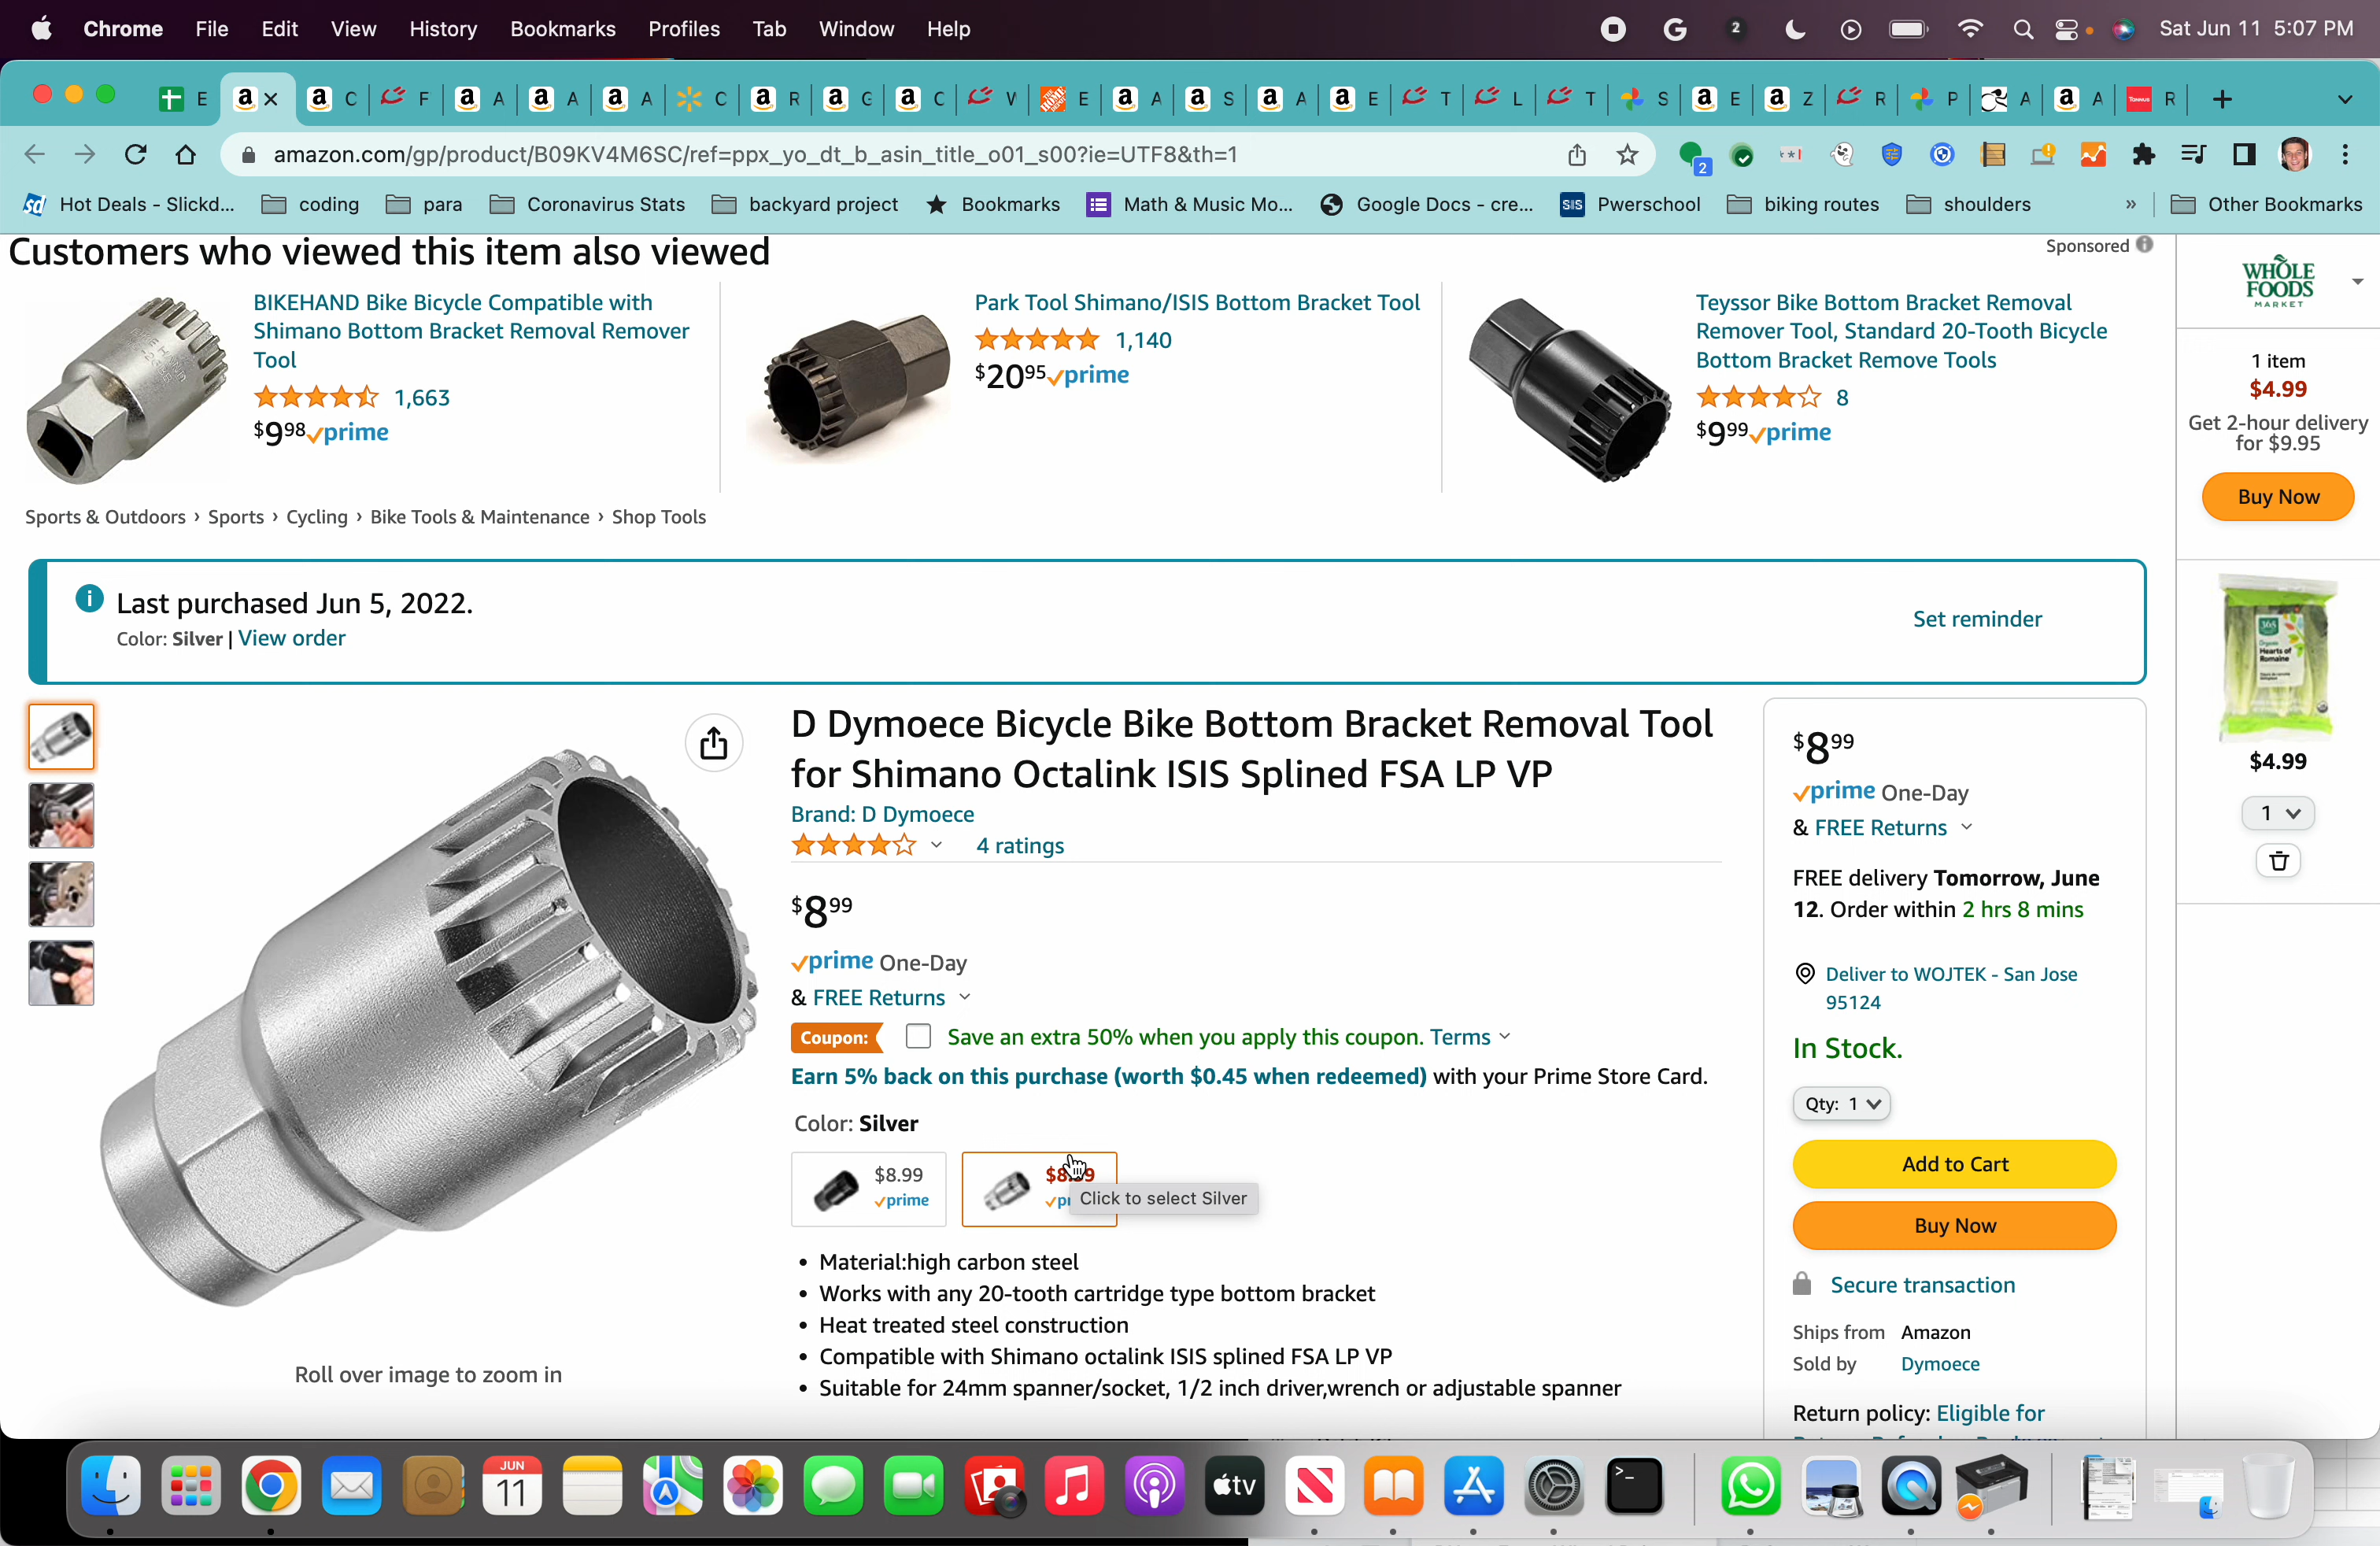 Chrome File Edit View History Bookmarks Profiles Tab Window Help 2 Sat Jun 11 5:07 PM
E C F A A A C R G C V E A S A E T L T S E Z R P A A R
amazon.com/gp/product/B09KV4M6SC/ref=ppx_yo_dt_b_asin_title_o01_s00?ie=UTF8&th=1 2
Hot Deals - Slickd... coding para Coronavirus Stats backyard project Bookmarks Math & Music Mo... Google Docs - cre... SIS Pwerschool biking routes shoulders » Other Bookmarks
Customers who viewed this item also viewed
Sponsored
BIKEHAND Bike Bicycle Compatible with
Shimano Bottom Bracket Removal Remover
Tool
1,663
$9.98 prime
Park Tool Shimano/ISIS Bottom Bracket Tool
1,140
$20.95 prime
Teyssor Bike Bottom Bracket Removal
Remover Tool, Standard 20-Tooth Bicycle
Bottom Bracket Remove Tools
8
$9.99 prime
WHOLE
FOODS
MARKET
1 item
$4.99
Get 2-hour delivery
for $9.95
Buy Now
365
Organic
Hearts of
Romaine
$4.99
1
Sports & Outdoors › Sports › Cycling › Bike Tools & Maintenance › Shop Tools
Last purchased Jun 5, 2022.
Color: Silver | View order
Set reminder
D Dymoece Bicycle Bike Bottom Bracket Removal Tool
for Shimano Octalink ISIS Splined FSA LP VP
Brand: D Dymoece
4 ratings
$8.99
prime One-Day
& FREE Returns
Coupon: Save an extra 50% when you apply this coupon. Terms
Earn 5% back on this purchase (worth $0.45 when redeemed) with your Prime Store Card.
Color: Silver
$8.99
prime
Click to select Silver
• Material:high carbon steel
• Works with any 20-tooth cartridge type bottom bracket
• Heat treated steel construction
• Compatible with Shimano octalink ISIS splined FSA LP VP
• Suitable for 24mm spanner/socket, 1/2 inch driver,wrench or adjustable spanner
Roll over image to zoom in
$8.99
prime One-Day
& FREE Returns
FREE delivery Tomorrow, June
12. Order within 2 hrs 8 mins
Deliver to WOJTEK - San Jose
95124
In Stock.
Qty: 1
Add to Cart
Buy Now
Secure transaction
Ships from Amazon
Sold by Dymoece
Return policy: Eligible for
JUN
11
tv